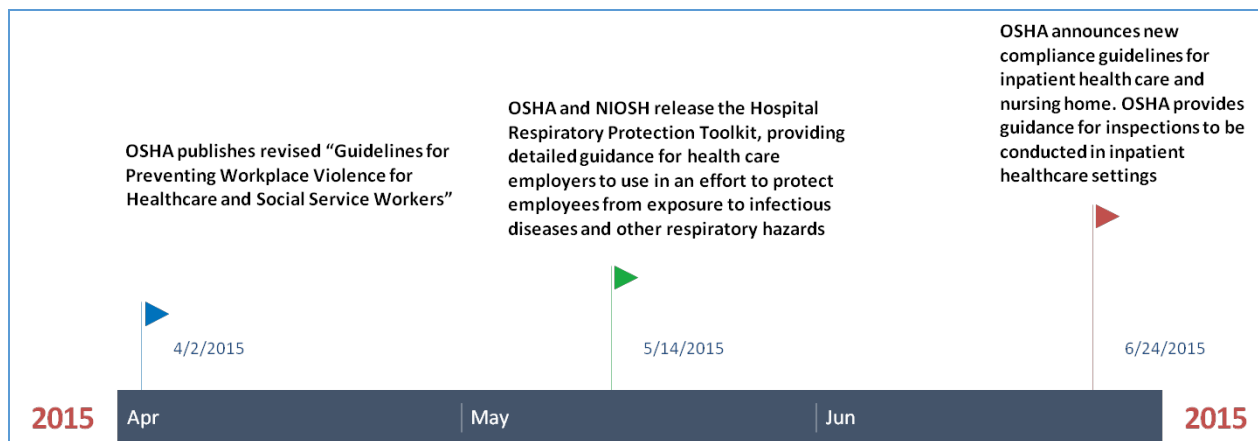 OSHA publishes revised “Guidelines for
Preventing Workplace Violence for
Healthcare and Social Service Workers”
4/2/2015
OSHA and NIOSH release the Hospital
Respiratory Protection Toolkit, providing
detailed guidance for health care
employers to use in an effort to protect
employees from exposure to infectious
diseases and other respiratory hazards
5/14/2015
OSHA announces new
compliance guidelines for
inpatient health care and
nursing home. OSHA provides
guidance for inspections to be
conducted in inpatient
healthcare settings
6/24/2015
2015 Apr May Jun 2015